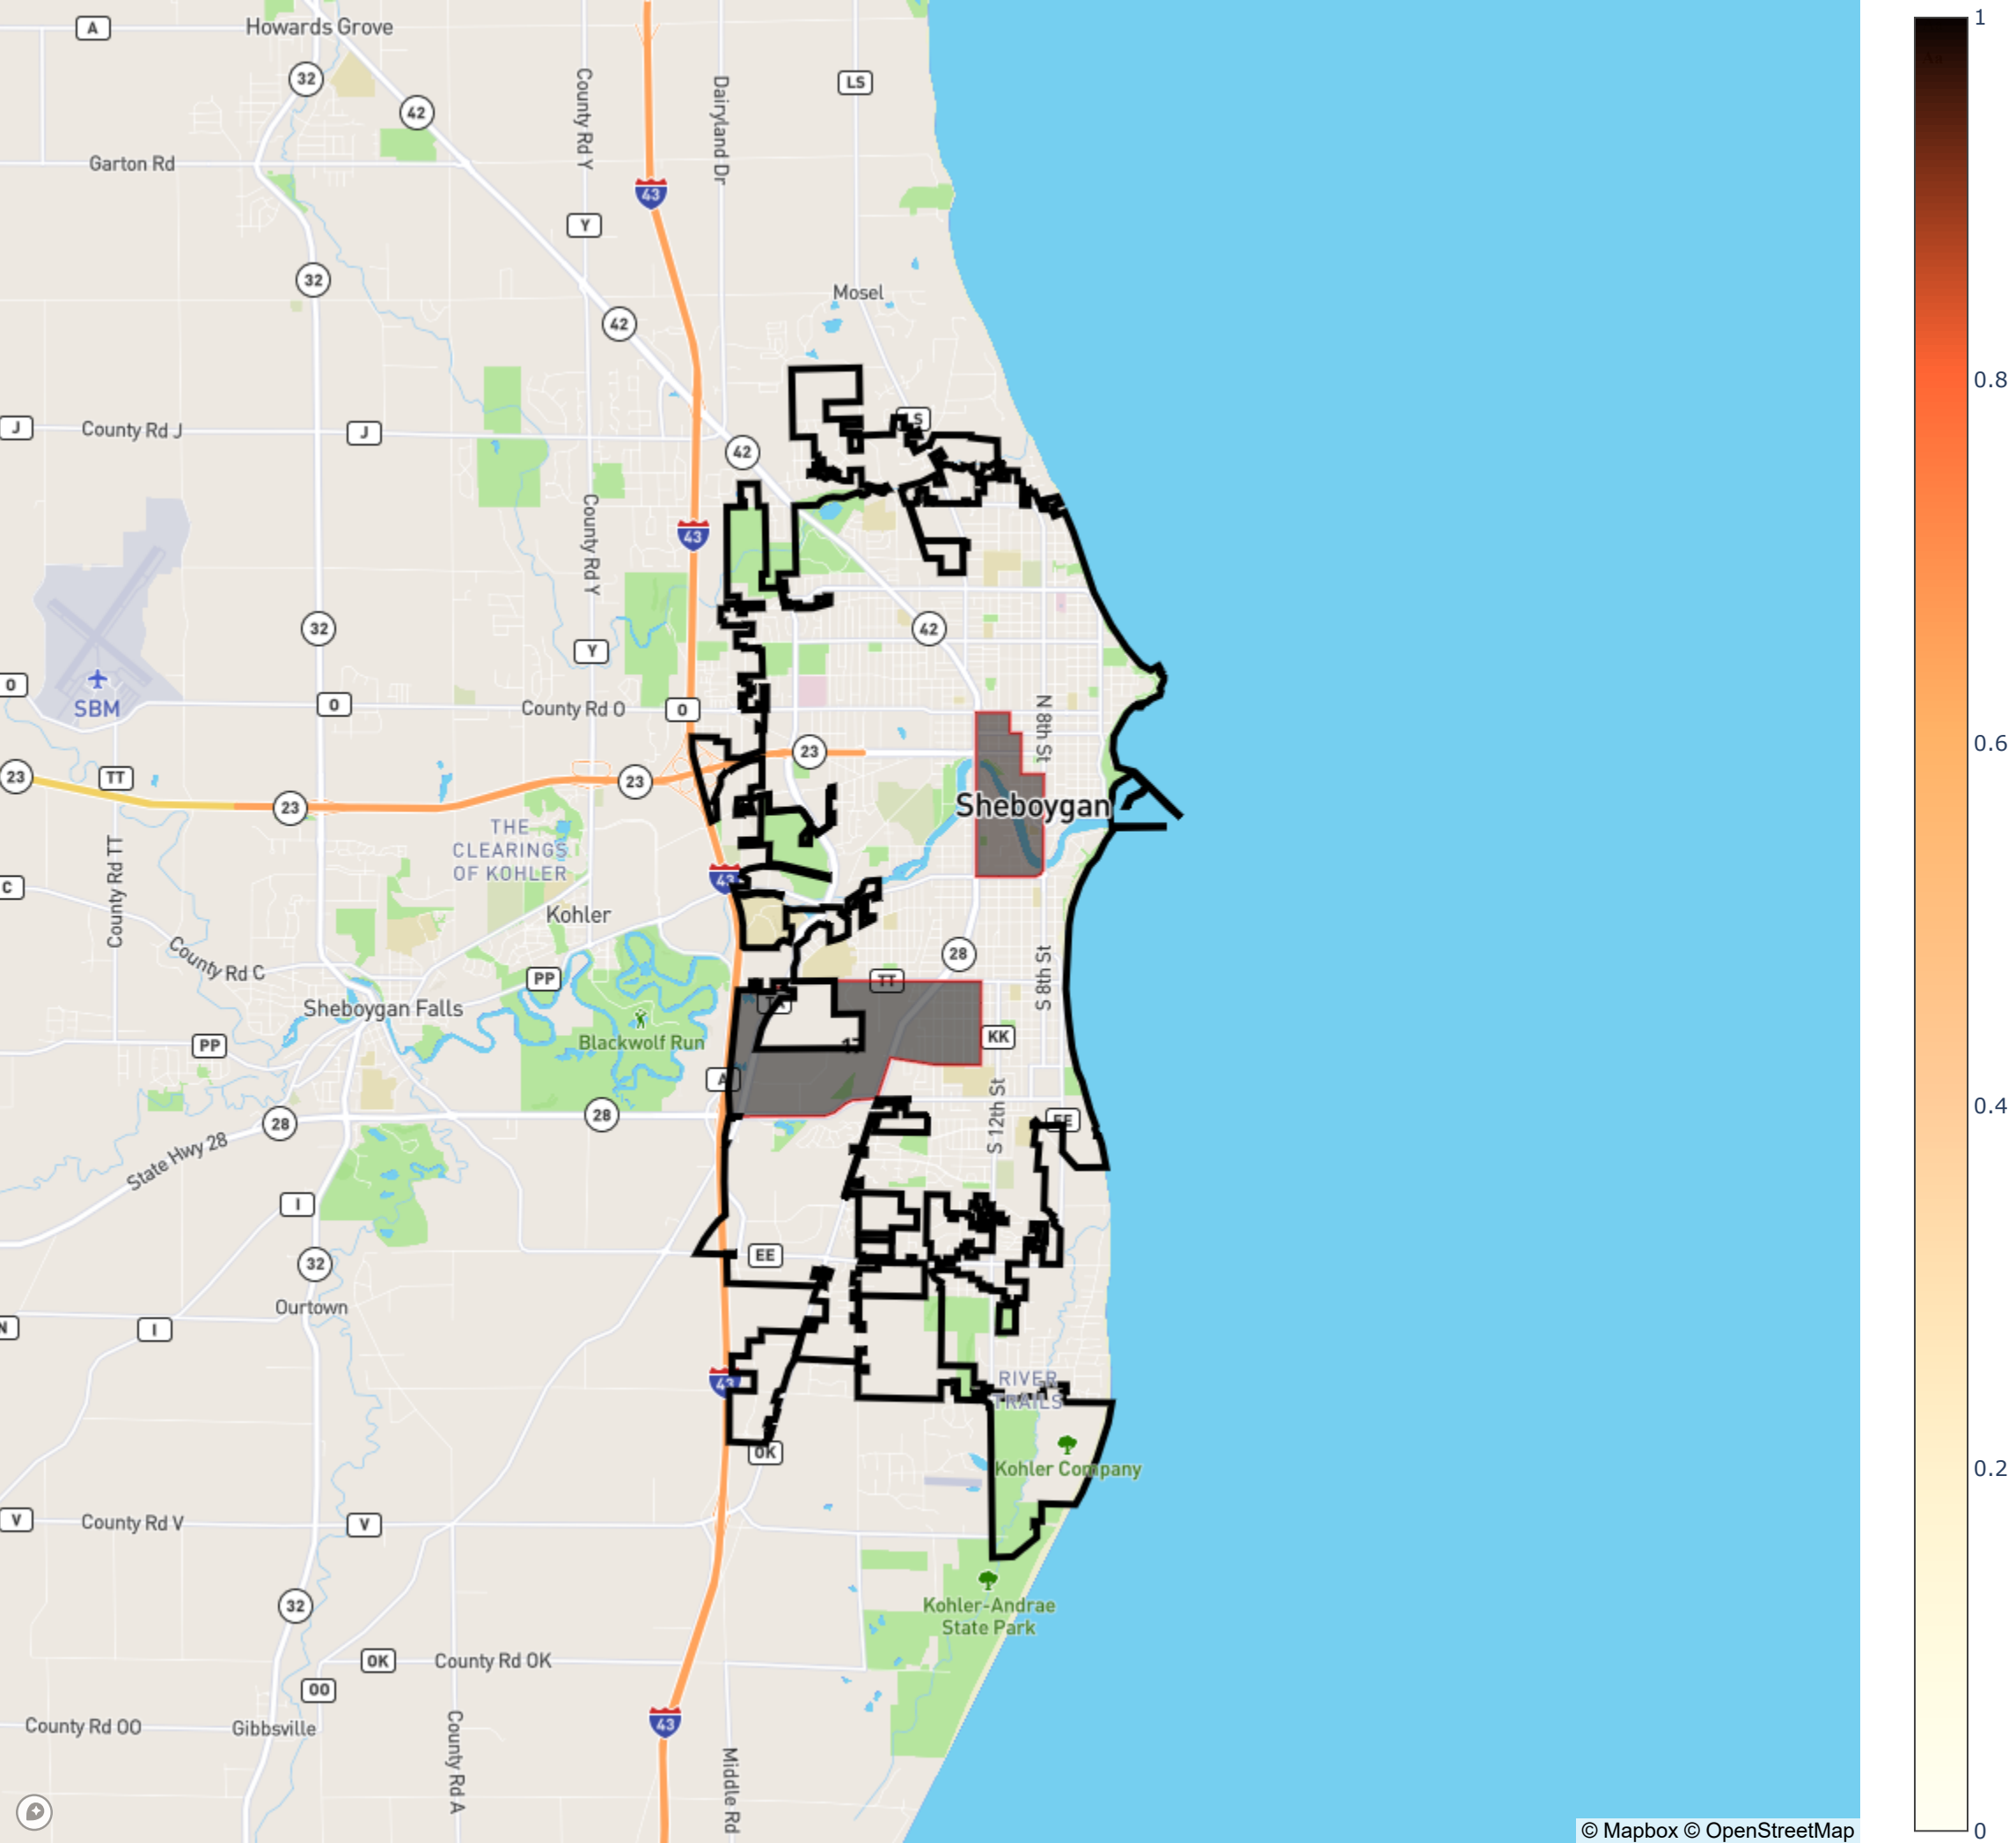 Howards Grove
A
32
42
LS
County Rd Y
Dairyland Dr
Garton Rd
43
Y
32
Mosel
42
J
County Rd J
J
42
LS
County Rd Y
43
32
42
Y
O
SBM
O
County Rd O
O
N 8th St
23
TT
23
23
23
Sheboygan
THE
CLEARINGS
OF KOHLER
County Rd TT
C
43
Kohler
County Rd C
28
PP
TT
S 8th St
Sheboygan Falls
TA
PP
Blackwolf Run
KK
17
A
28
28
S 12th St
EE
State Hwy 28
I
32
EE
Ourtown
N
I
43
RIVER
TRAILS
OK
Kohler Company
V
County Rd V
V
Kohler-Andrae
State Park
32
OK
County Rd OK
OO
County Rd OO
Gibbsville
43
County Rd A
Middle Rd
© Mapbox © OpenStreetMap
1
0.8
0.6
0.4
0.2
0